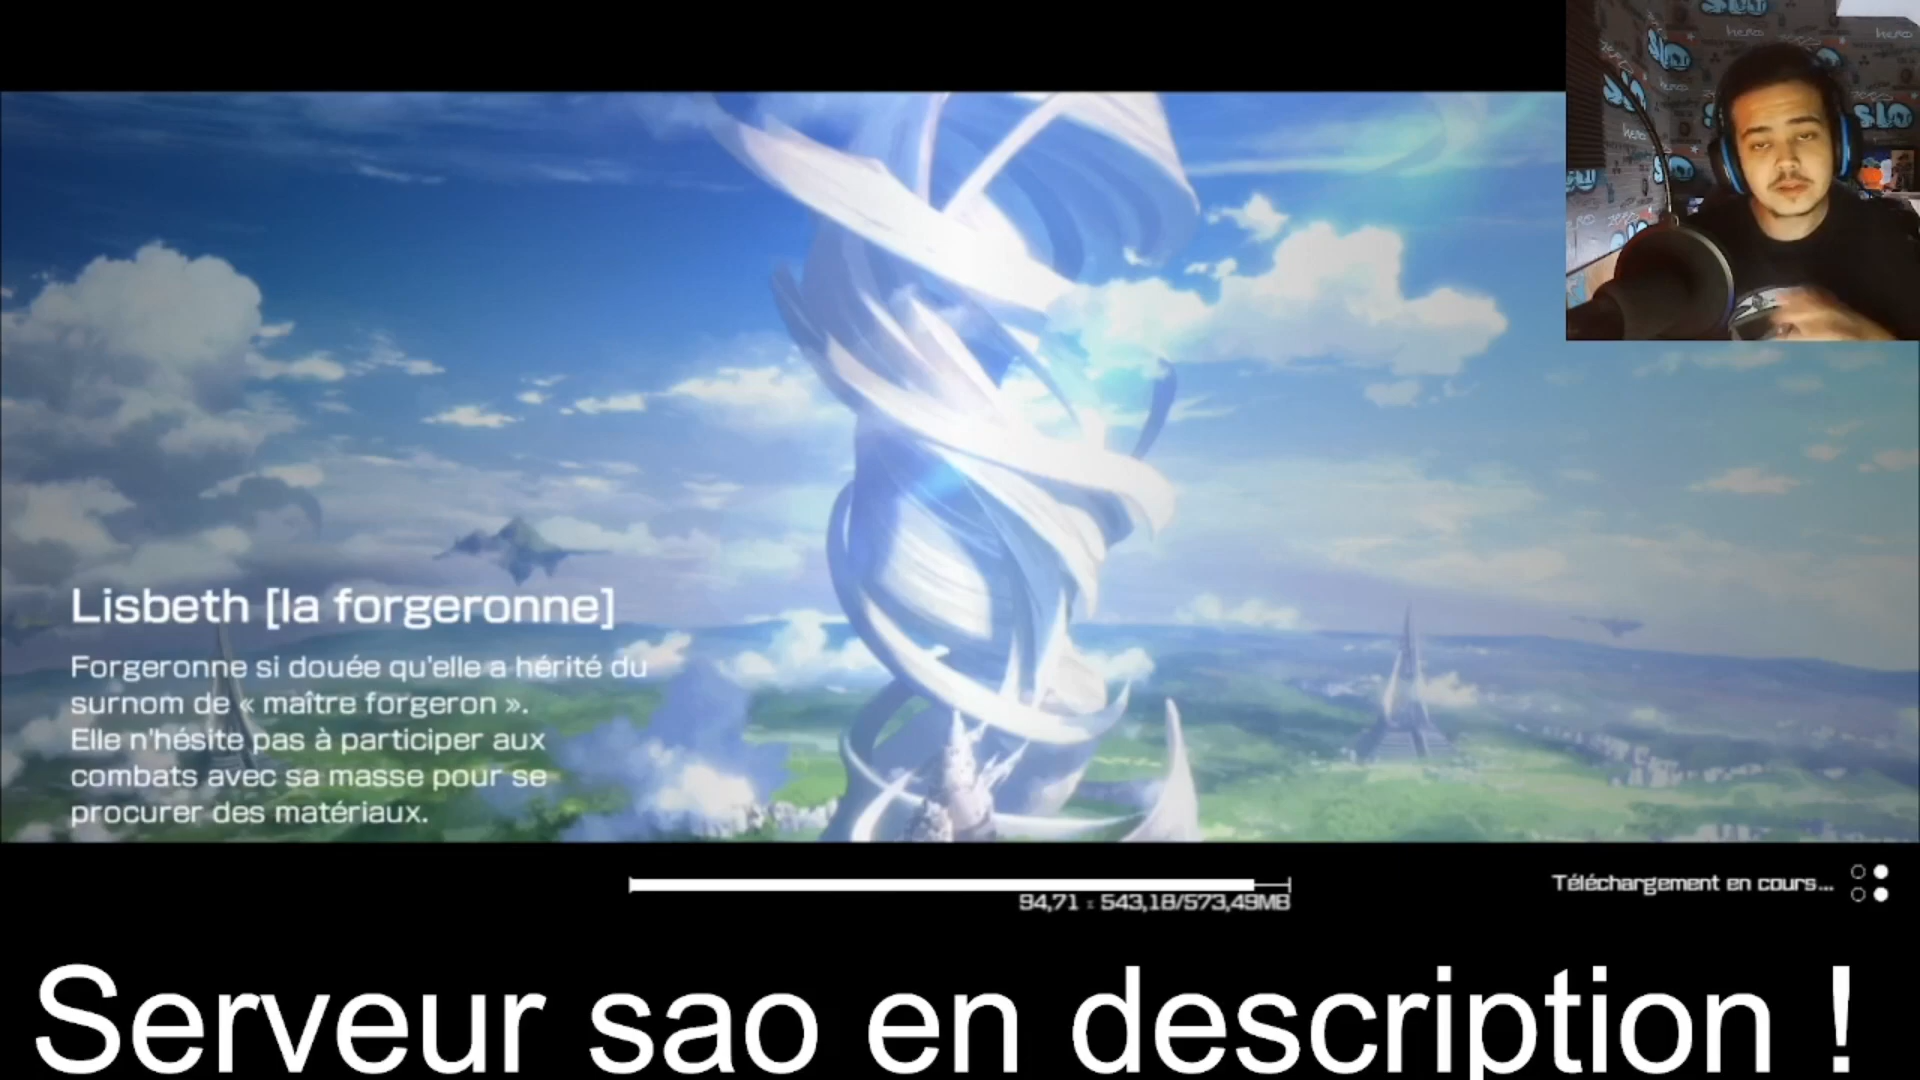 Lisbeth [la forgeronne]
Forgeronne si douée qu'elle a hérité du
surnom de « maître forgeron ».
Elle n'hésite pas à participer aux
combats avec sa masse pour se
procurer des matériaux.
94,71 : 543,18/573,49MB
Téléchargement en cours...
Serveur sao en description !